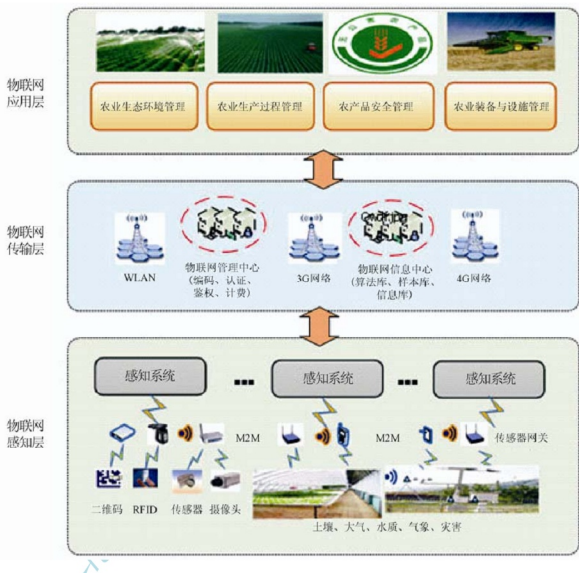 物联网
应用层
农业生态环境管理
农业生产过程管理
农产品安全管理
农业装备与设施管理
物联网
传输层
WLAN
物联网管理中心
(编码、认证、
鉴权、计费)
3G网络
物联网信息中心
(算法库、样本库、
信息库)
4G网络
物联网
感知层
感知系统
感知系统
感知系统
M2M
M2M
传感器网关
二维码
RFID
传感器
摄像头
土壤、大气、水质、气象、灾害